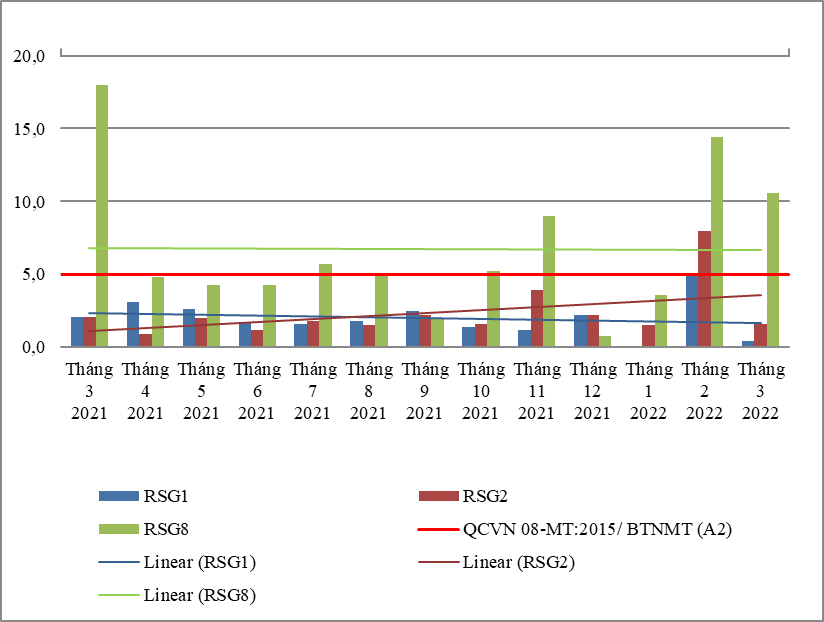 20,0
15,0
10,0
5,0
0,0
Tháng Tháng Tháng Tháng Tháng Tháng Tháng Tháng Tháng Tháng Tháng Tháng Tháng
3 4 5 6 7 8 9 10 11 12 1 2 3
2021 2021 2021 2021 2021 2021 2021 2021 2021 2021 2022 2022 2022
RSG1 RSG2
RSG8 QCVN 08-MT:2015/ BTNMT (A2)
Linear (RSG1) Linear (RSG2)
Linear (RSG8)